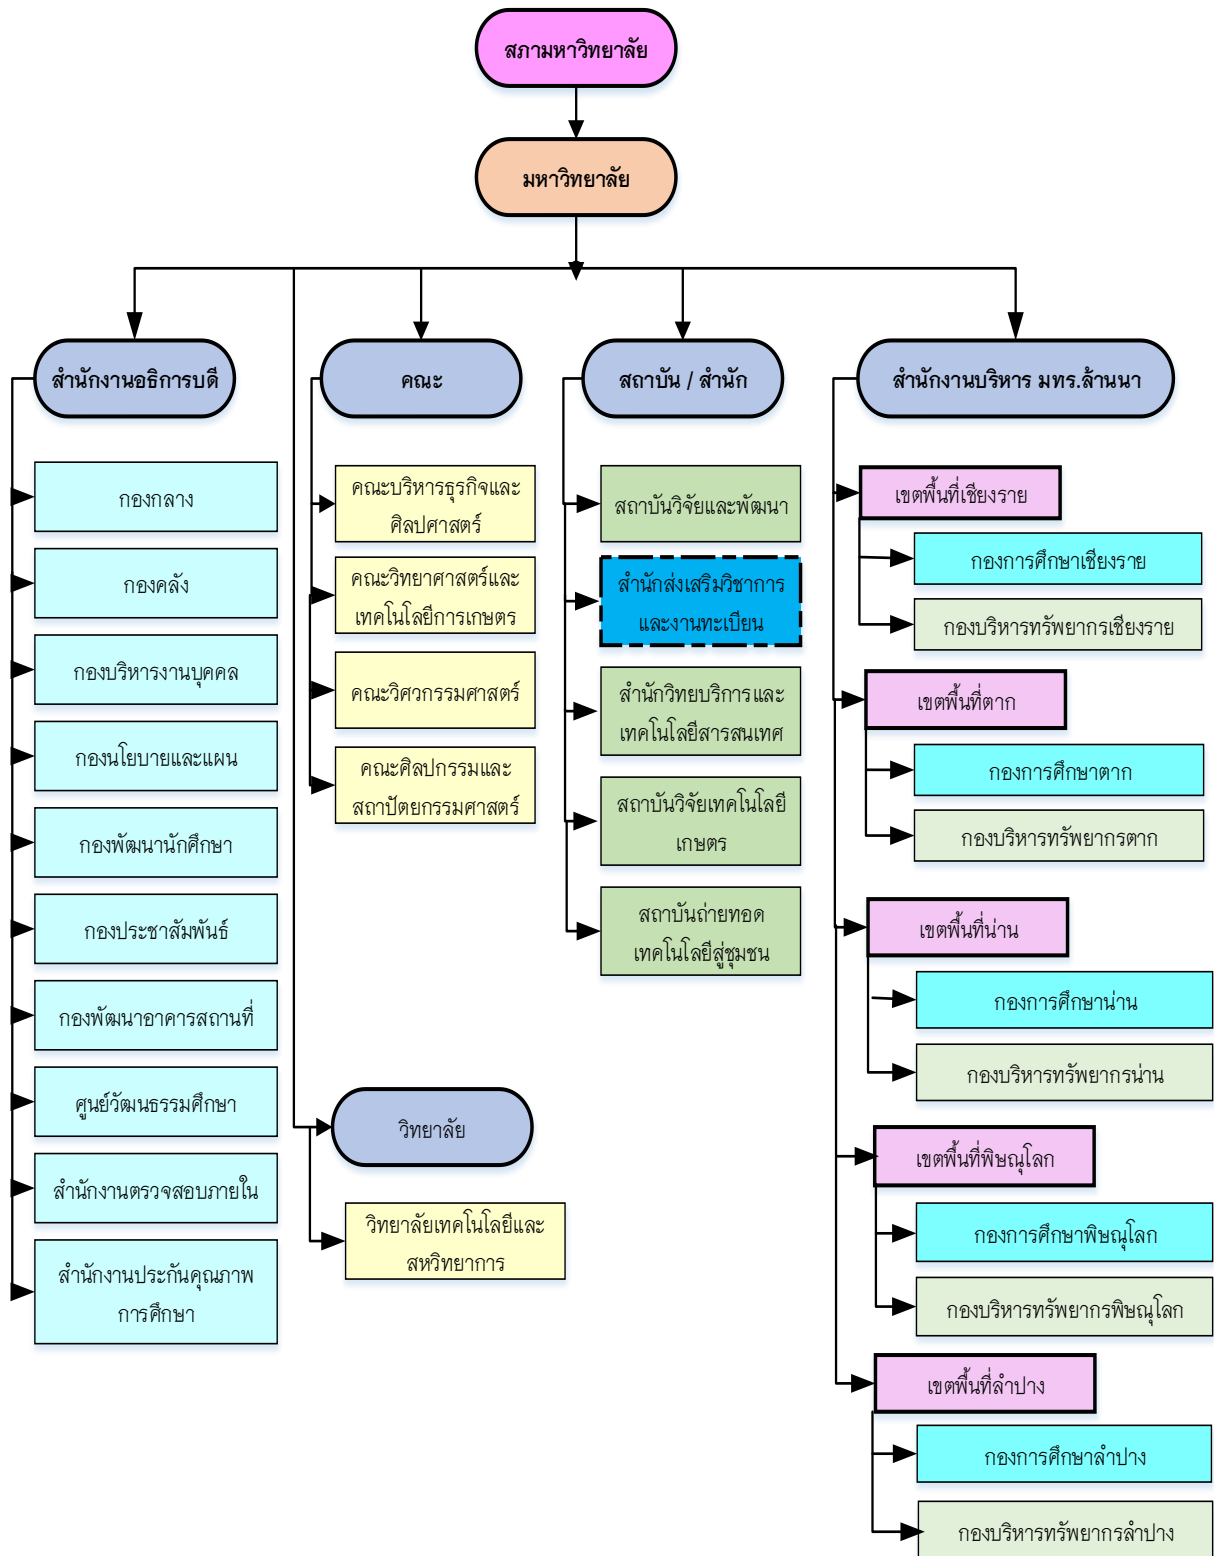 สภามหาวิทยาลัย
มหาวิทยาลัย
สำนักงานอธิการบดี
กองกลาง
กองคลัง
กองบริหารงานบุคคล
กองนโยบายและแผน
กองพัฒนานักศึกษา
กองประชาสัมพันธ์
กองพัฒนาอาคารสถานที่
ศูนย์วัฒนธรรมศึกษา
สำนักงานตรวจสอบภายใน
สำนักงานประกันคุณภาพ
การศึกษา
คณะ
คณะบริหารธุรกิจและ
ศิลปศาสตร์
คณะวิทยาศาสตร์และ
เทคโนโลยีการเกษตร
คณะวิศวกรรมศาสตร์
คณะศิลปกรรมและ
สถาปัตยกรรมศาสตร์
วิทยาลัย
วิทยาลัยเทคโนโลยีและ
สหวิทยาการ
สถาบัน / สำนัก
สถาบันวิจัยและพัฒนา
สำนักส่งเสริมวิชาการ
และงานทะเบียน
สำนักวิทยบริการและ
เทคโนโลยีสารสนเทศ
สถาบันวิจัยเทคโนโลยี
เกษตร
สถาบันถ่ายทอด
เทคโนโลยีสู่ชุมชน
สำนักงานบริหาร มทร.ล้านนา
เขตพื้นที่เชียงราย
กองการศึกษาเชียงราย
กองบริหารทรัพยากรเชียงราย
เขตพื้นที่ตาก
กองการศึกษาตาก
กองบริหารทรัพยากรตาก
เขตพื้นที่น่าน
กองการศึกษาน่าน
กองบริหารทรัพยากรน่าน
เขตพื้นที่พิษณุโลก
กองการศึกษาพิษณุโลก
กองบริหารทรัพยากรพิษณุโลก
เขตพื้นที่ลำปาง
กองการศึกษาลำปาง
กองบริหารทรัพยากรลำปาง